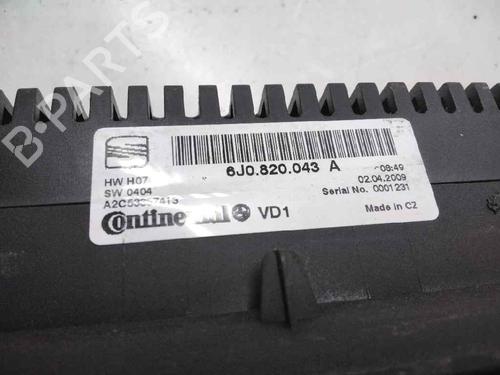 B-PARTS
6J0.820.043 A
HW H07
SW 0404
08:49
02.04.2009
Serial No. 0001231
Continental VD1
Made in CZ